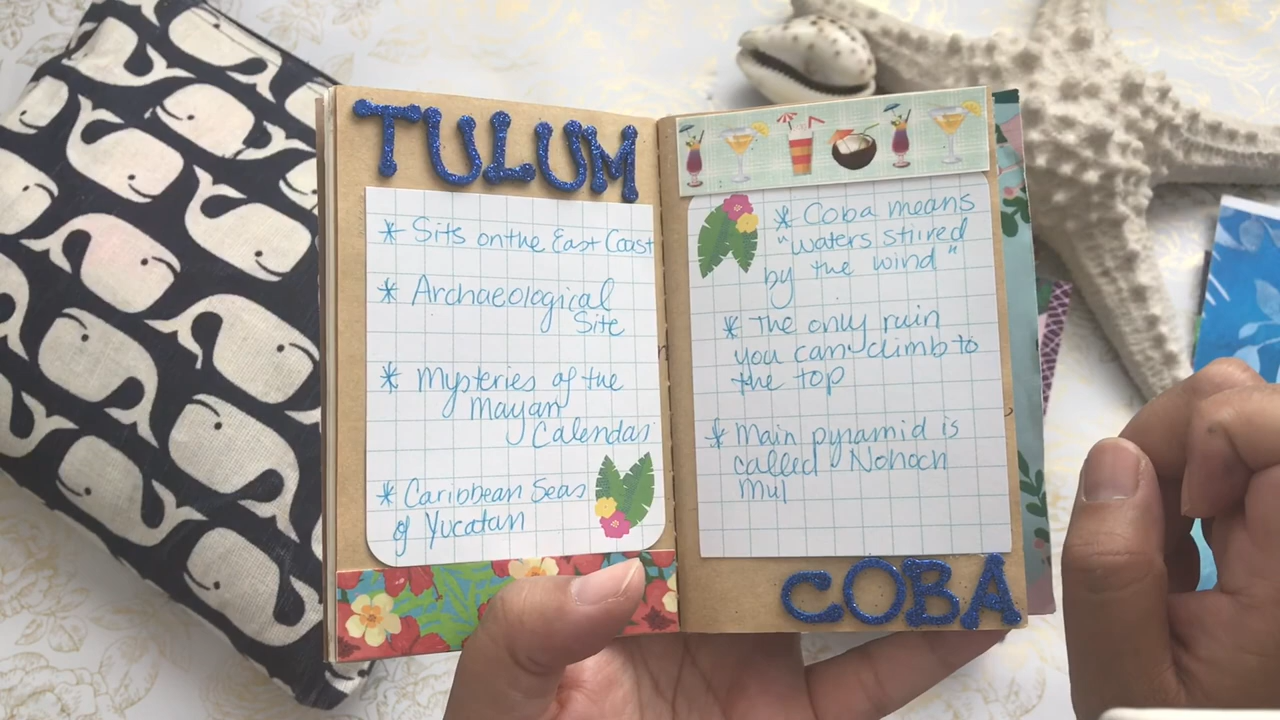 TULUM
* Sits on the East Coast
* Archaeological
Site
* Mysteries of the
Mayan
Calendar
* Caribbean Seas
of Yucatan
* Coba means
"waters stirred
by the wind"
* The only ruin
you can climb to
the top
* Main pyramid is
called Nohoch
Mul
COBA